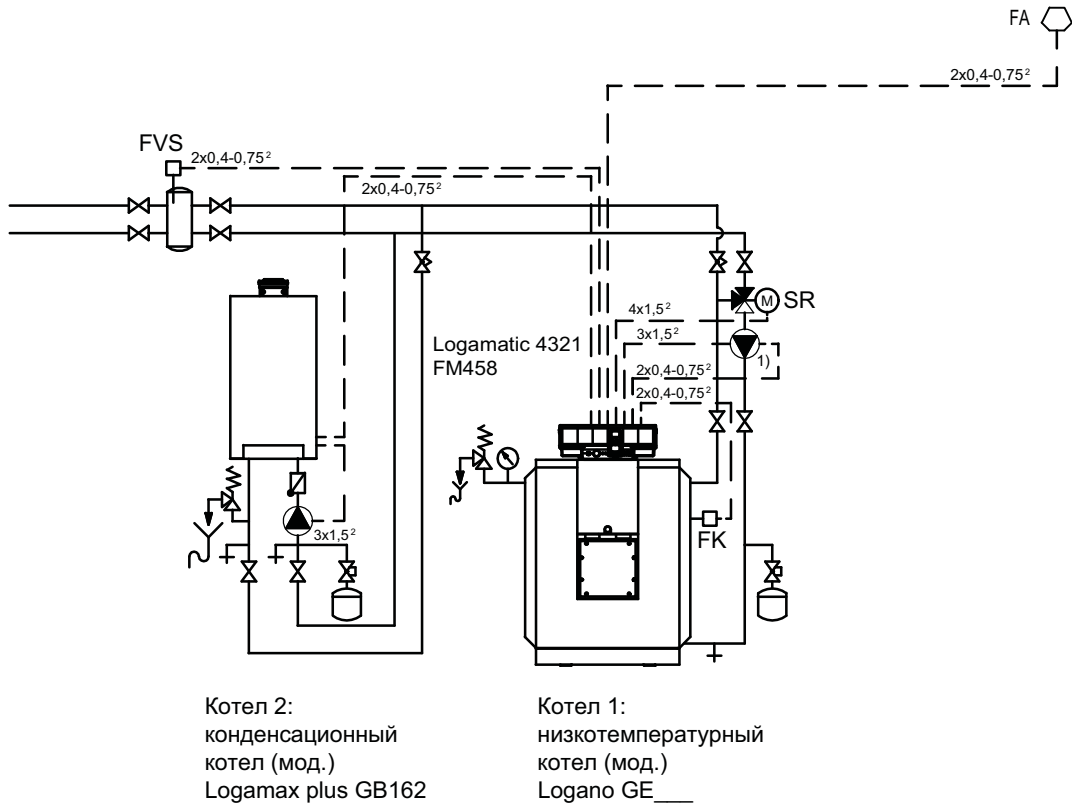 FA
2x0,4-0,75²
FVS
2x0,4-0,75²
2x0,4-0,75²
4x1,5²
M
SR
Logamatic 4321
FM458
3x1,5²
1)
2x0,4-0,75²
2x0,4-0,75²
FK
3x1,5²
Котел 2:
конденсационный
котел (мод.)
Logamax plus GB162
Котел 1:
низкотемпературный
котел (мод.)
Logano GE___